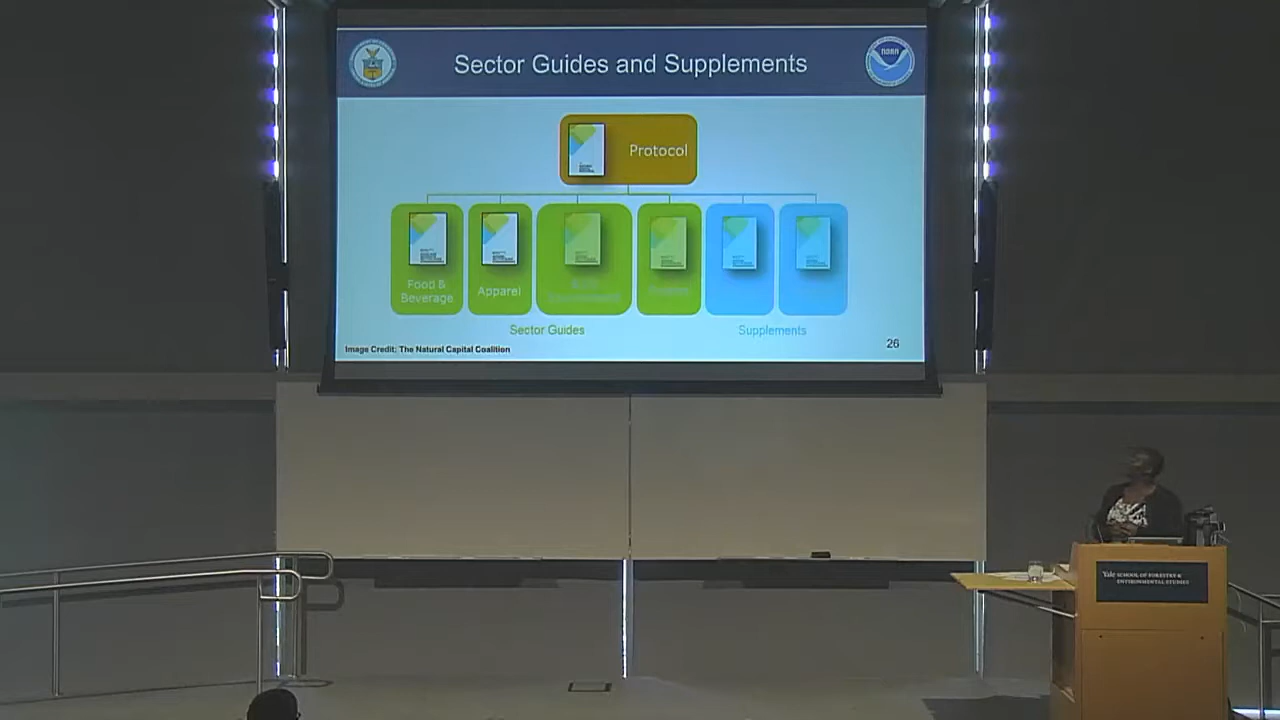 Sector Guides and Supplements
NOAA
Protocol
Food &
Beverage
Apparel
Sector Guides
Supplements
Image Credit: The Natural Capital Coalition
26
Yale SCHOOL OF FORESTRY &
ENVIRONMENTAL STUDIES